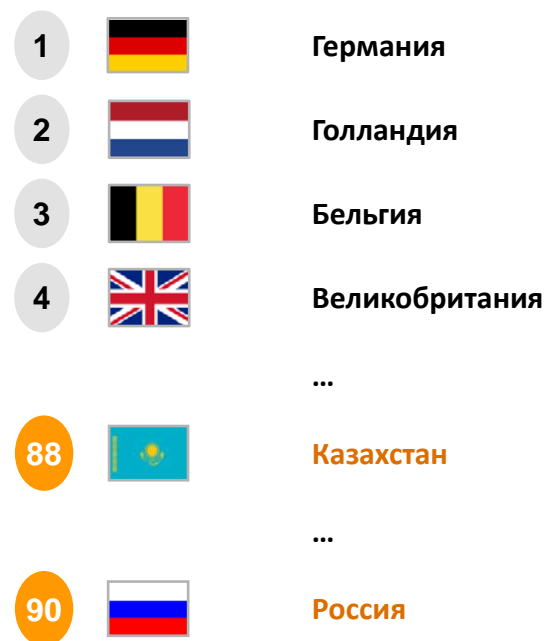 1 Германия
2 Голландия
3 Бельгия
4 Великобритания
...
88 Казахстан
...
90 Россия